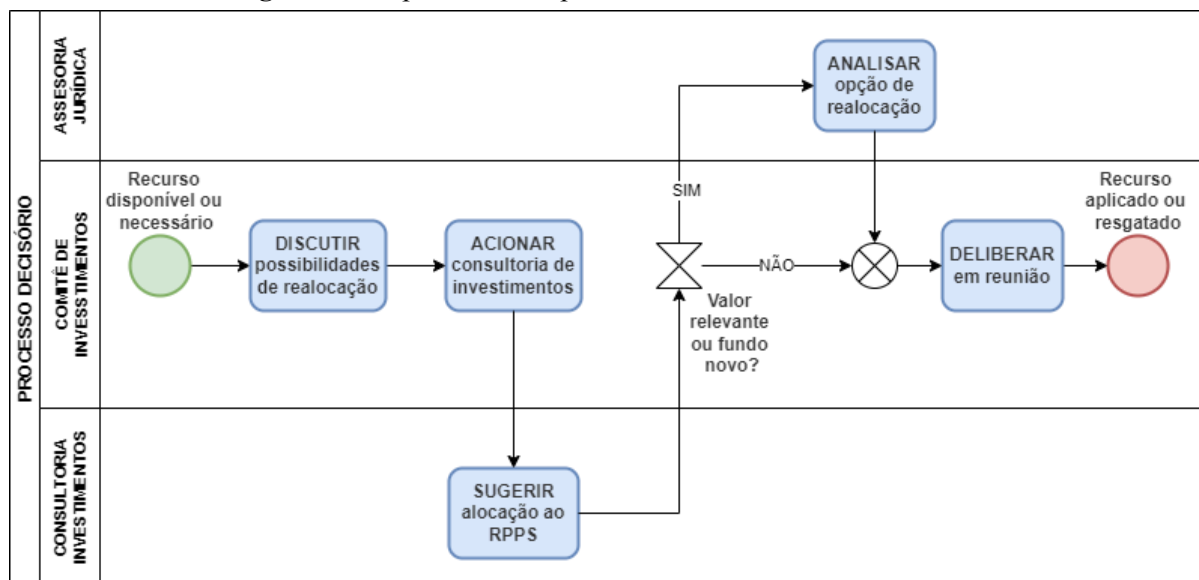 PROCESSO DECISÓRIO
ASSESORIA
JURÍDICA
ANALISAR
opção de
realocação
COMITÊ DE
INVESSTIMENTOS
Recurso
disponível ou
necessário
DISCUTIR
possibilidades
de realocação
ACIONAR
consultoria de
investimentos
SIM
NÃO
Valor
relevante
ou fundo
novo?
DELIBERAR
em reunião
Recurso
aplicado ou
resgatado
CONSULTORIA
INVESTIMENTOS
SUGERIR
alocação ao
RPPS